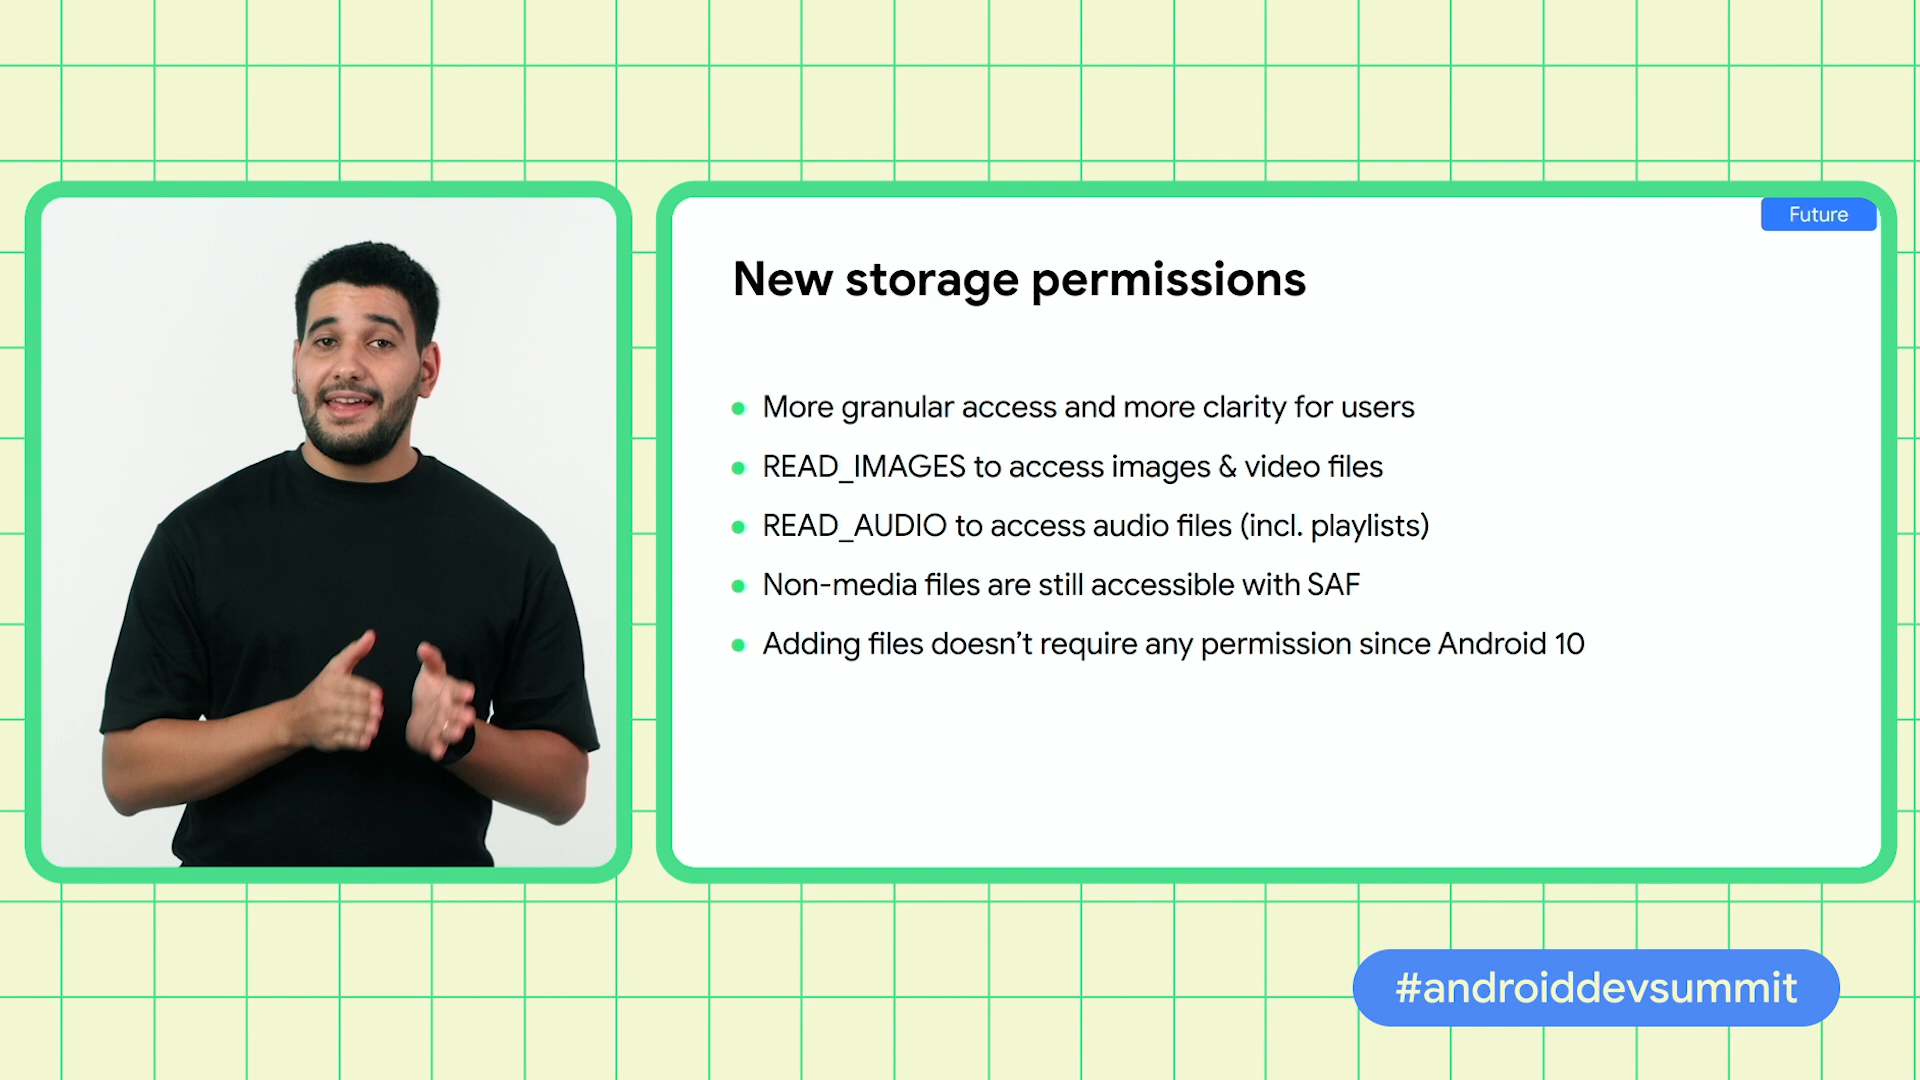 Future
New storage permissions
More granular access and more clarity for users
READ_IMAGES to access images & video files
READ_AUDIO to access audio files (incl. playlists)
Non-media files are still accessible with SAF
Adding files doesn’t require any permission since Android 10
#androiddevsummit